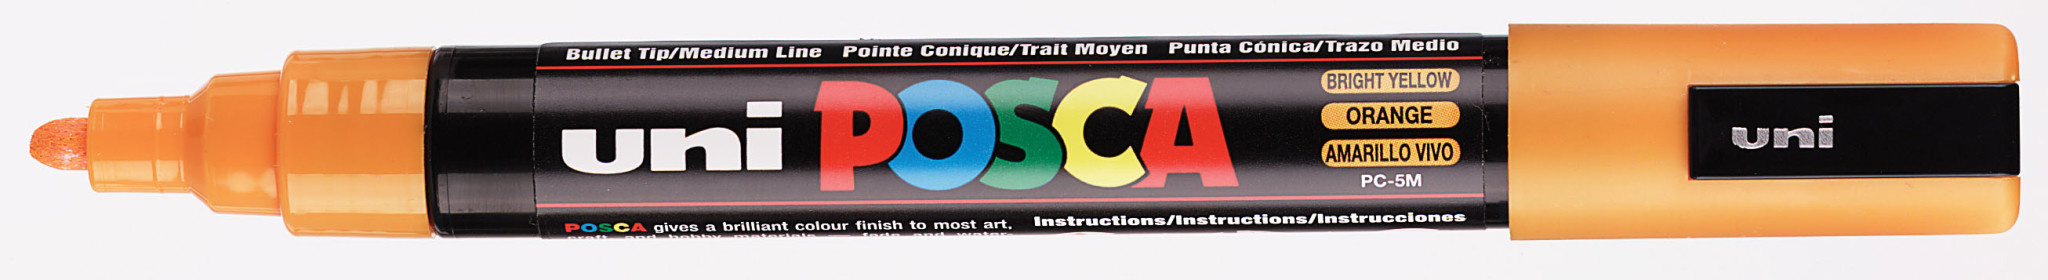 Bullet Tip/Medium Line Pointe Conique/Trait Moyen Punta Cónica/Trazo Medio
uni POSCA
BRIGHT YELLOW
ORANGE
AMARILLO VIVO
PC-5M
POSCA gives a brilliant colour finish to most art,
Instructions/Instructions/Instrucciones
uni